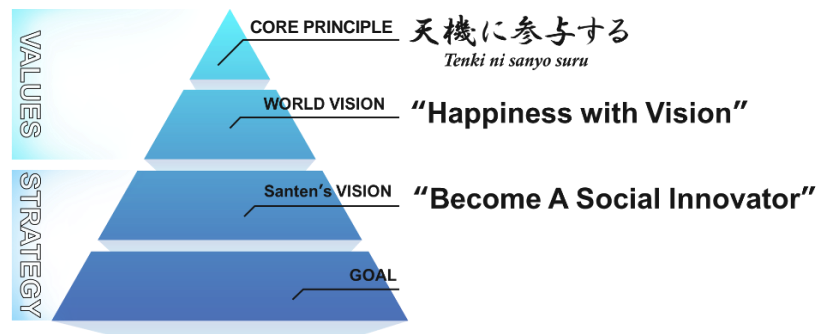 VALUES
CORE PRINCIPLE
天機に参与する
Tenki ni sanyo suru
WORLD VISION
“Happiness with Vision”
STRATEGY
Santen's VISION
“Become A Social Innovator”
GOAL